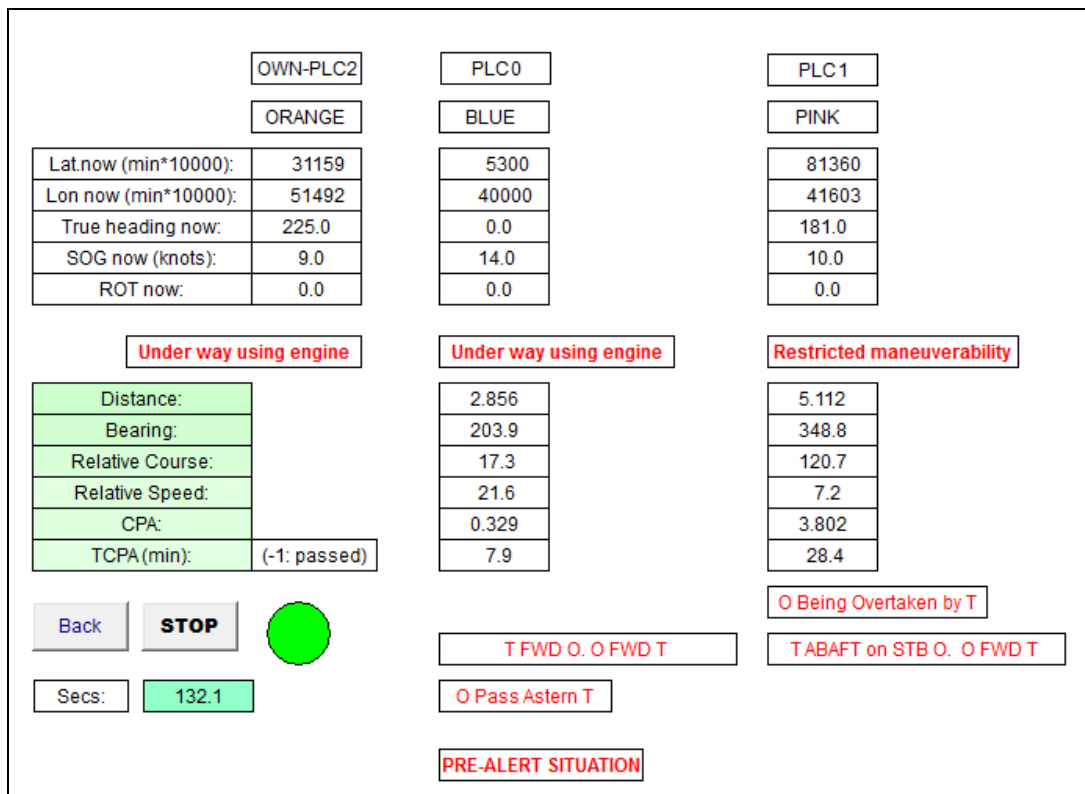 OWN-PLC2 PLC0 PLC1
ORANGE BLUE PINK
Lat.now (min*10000): 31159 5300 81360
Lon now (min*10000): 51492 40000 41603
True heading now: 225.0 0.0 181.0
SOG now (knots): 9.0 14.0 10.0
ROT now: 0.0 0.0 0.0
Under way using engine Under way using engine Restricted maneuverability
Distance: 2.856 5.112
Bearing: 203.9 348.8
Relative Course: 17.3 120.7
Relative Speed: 21.6 7.2
CPA: 0.329 3.802
TCPA (min): (-1: passed) 7.9 28.4
O Being Overtaken by T
Back STOP
T FWD O. O FWD T T ABAFT on STB O. O FWD T
Secs: 132.1 O Pass Astern T
PRE-ALERT SITUATION